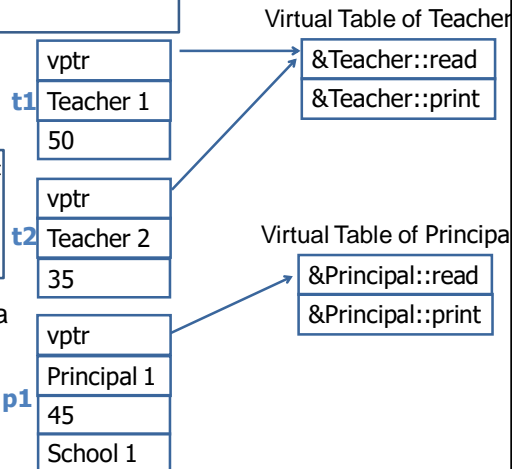 Virtual Table of Teacher
vptr
&Teacher::read
t1
Teacher 1
&Teacher::print
50
vptr
t2
Teacher 2
Virtual Table of Principa
35
&Principal::read
a
&Principal::print
vptr
Principal 1
p1
45
School 1